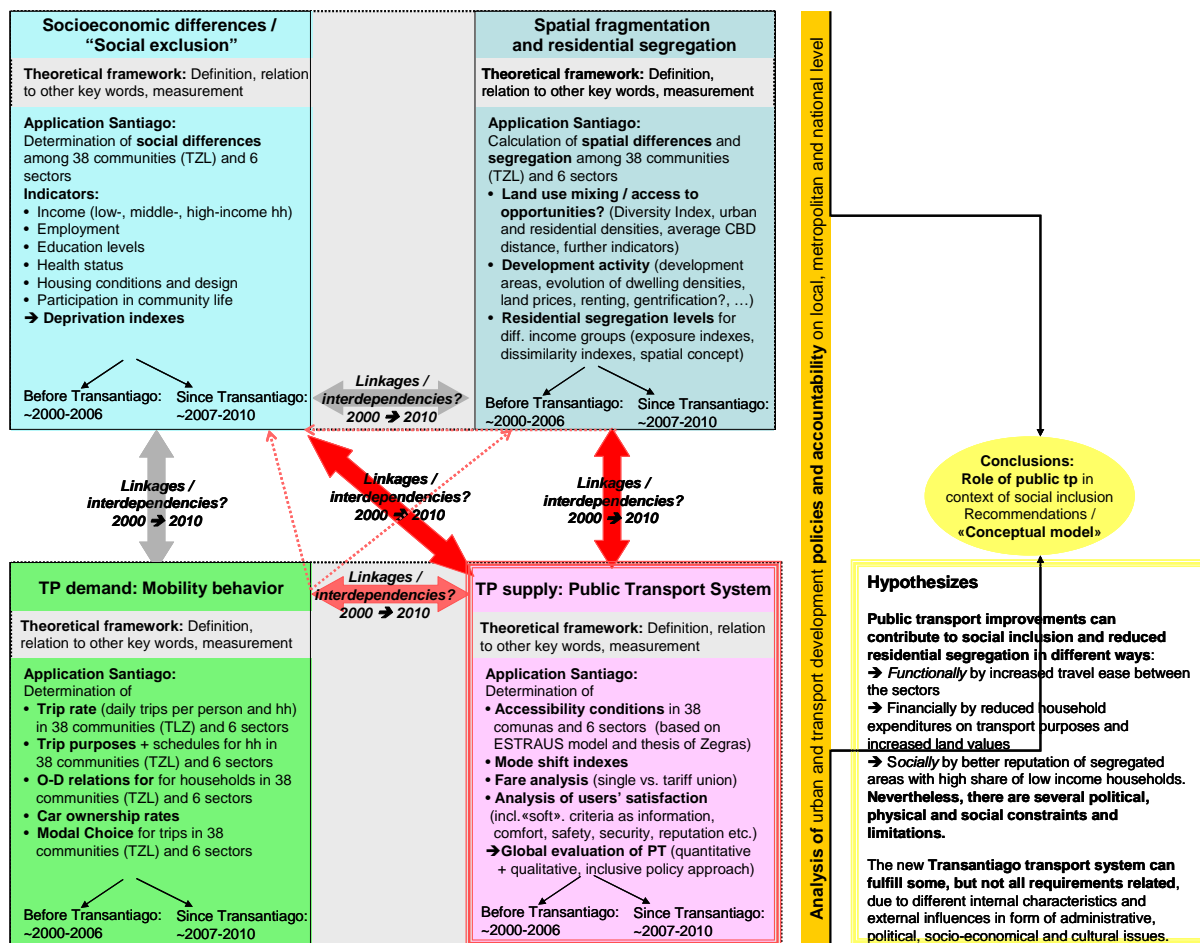 Socioeconomic differences /
“Social exclusion”
Theoretical framework: Definition, relation
to other key words, measurement
Application Santiago:
Determination of social differences
among 38 communities (TZL) and 6
sectors
Indicators:
• Income (low-, middle-, high-income hh)
• Employment
• Education levels
• Health status
• Housing conditions and design
• Participation in community life
➔ Deprivation indexes
Before Transantiago:
~2000-2006
Since Transantiago:
~2007-2010
Spatial fragmentation
and residential segregation
Theoretical framework: Definition,
relation to other key words, measurement
Application Santiago:
Calculation of spatial differences and
segregation among 38 communities
(TZL) and 6 sectors
• Land use mixing / access to
opportunities? (Diversity Index, urban
and residential densities, average CBD
distance, further indicators)
• Development activity (development
areas, evolution of dwelling densities,
land prices, renting, gentrification?, …)
• Residential segregation levels for
diff. income groups (exposure indexes,
dissimilarity indexes, spatial concept)
Before Transantiago:
~2000-2006
Since Transantiago:
~2007-2010
Linkages /
interdependencies?
2000 ➔ 2010
Linkages /
interdependencies?
2000 ➔ 2010
Linkages /
interdependencies?
2000 ➔ 2010
Linkages /
interdependencies?
2000 ➔ 2010
Linkages /
interdependencies?
2000 ➔ 2010
TP demand: Mobility behavior
Theoretical framework: Definition,
relation to other key words, measurement
Application Santiago:
Determination of
• Trip rate (daily trips per person and hh)
in 38 communities (TLZ) and 6 sectors
• Trip purposes + schedules for hh in
38 communities (TZL) and 6 sectors
• O-D relations for for households in 38
communities (TZL) and 6 sectors
• Car ownership rates
• Modal Choice for trips in 38
communities (TZL) and 6 sectors
Before Transantiago:
~2000-2006
Since Transantiago:
~2007-2010
TP supply: Public Transport System
Theoretical framework: Definition, relation
to other key words, measurement
Application Santiago:
Determination of
• Accessibility conditions in 38
comunas and 6 sectors (based on
ESTRAUS model and thesis of Zegras)
• Mode shift indexes
• Fare analysis (single vs. tariff union)
• Analysis of users’ satisfaction
(incl.«soft». criteria as information,
comfort, safety, security, reputation etc.)
➔Global evaluation of PT (quantitative
+ qualitative, inclusive policy approach)
Before Transantiago:
~2000-2006
Since Transantiago:
~2007-2010
Analysis of urban and transport development policies and accountability on local, metropolitan and national level
Conclusions:
Role of public tp in
context of social inclusion
Recommendations /
«Conceptual model»
Hypothesizes
Public transport improvements can
contribute to social inclusion and reduced
residential segregation in different ways:
➔ Functionally by increased travel ease between
the sectors
➔ Financially by reduced household
expenditures on transport purposes and
increased land values
➔ Socially by better reputation of segregated
areas with high share of low income households.
Nevertheless, there are several political,
physical and social constraints and
limitations.
The new Transantiago transport system can
fulfill some, but not all requirements related,
due to different internal characteristics and
external influences in form of administrative,
political, socio-economical and cultural issues.